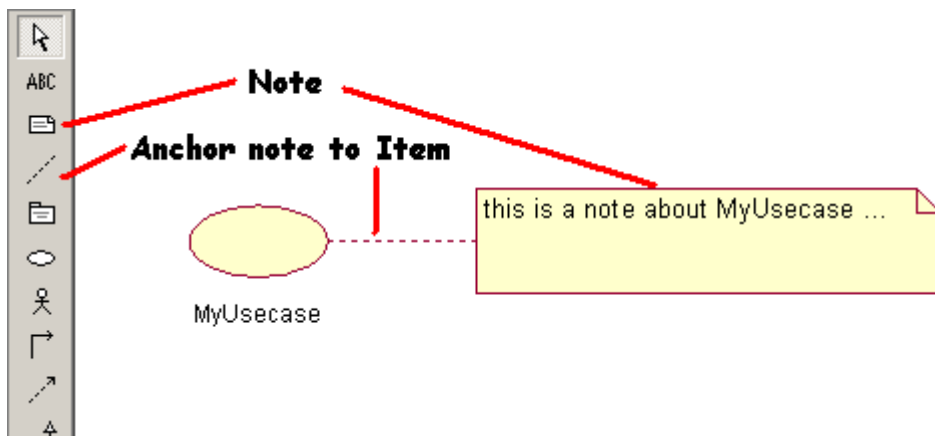 ABC
Note
Anchor note to Item
this is a note about MyUsecase ...
MyUsecase